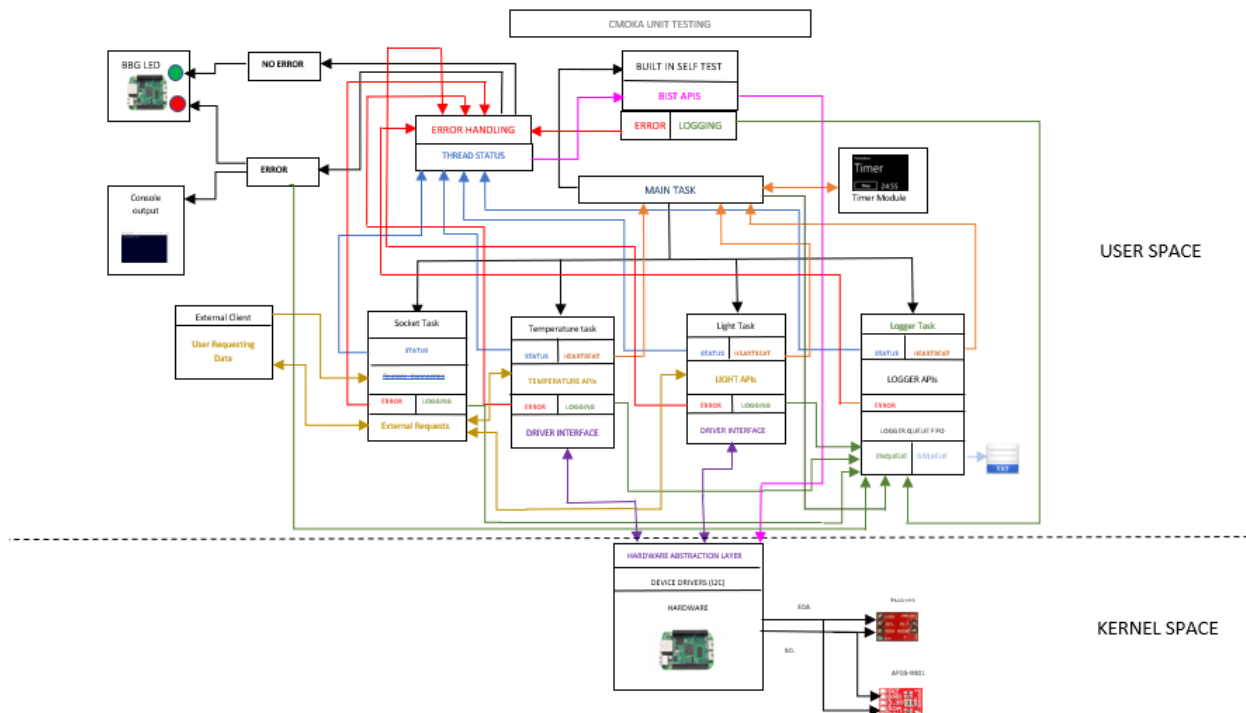 CMOKA UNIT TESTING
BBG LED
NO ERROR
BUILT IN SELF TEST
BIST APIS
ERROR
LOGGING
ERROR HANDLING
THREAD STATUS
ERROR
MAIN TASK
Timer
24:55
Timer Module
Console
output
USER SPACE
External Client
User Requesting
Data
Socket Task
STATUS
ERROR
LOGGING
External Requests
Temperature task
STATUS
HEARTBEAT
TEMPERATURE APIs
ERROR
LOGGING
DRIVER INTERFACE
Light Task
STATUS
HEARTBEAT
LIGHT APIs
ERROR
LOGGING
DRIVER INTERFACE
Logger Task
STATUS
HEARTBEAT
LOGGER APIs
ERROR
LOGGER QUEUE FIFO
ENQUEUE
DEQUEUE
TXT
HARDWARE ABSTRACTION LAYER
DEVICE DRIVERS (I2C)
HARDWARE
SDA
SCL
APDS-9301
KERNEL SPACE